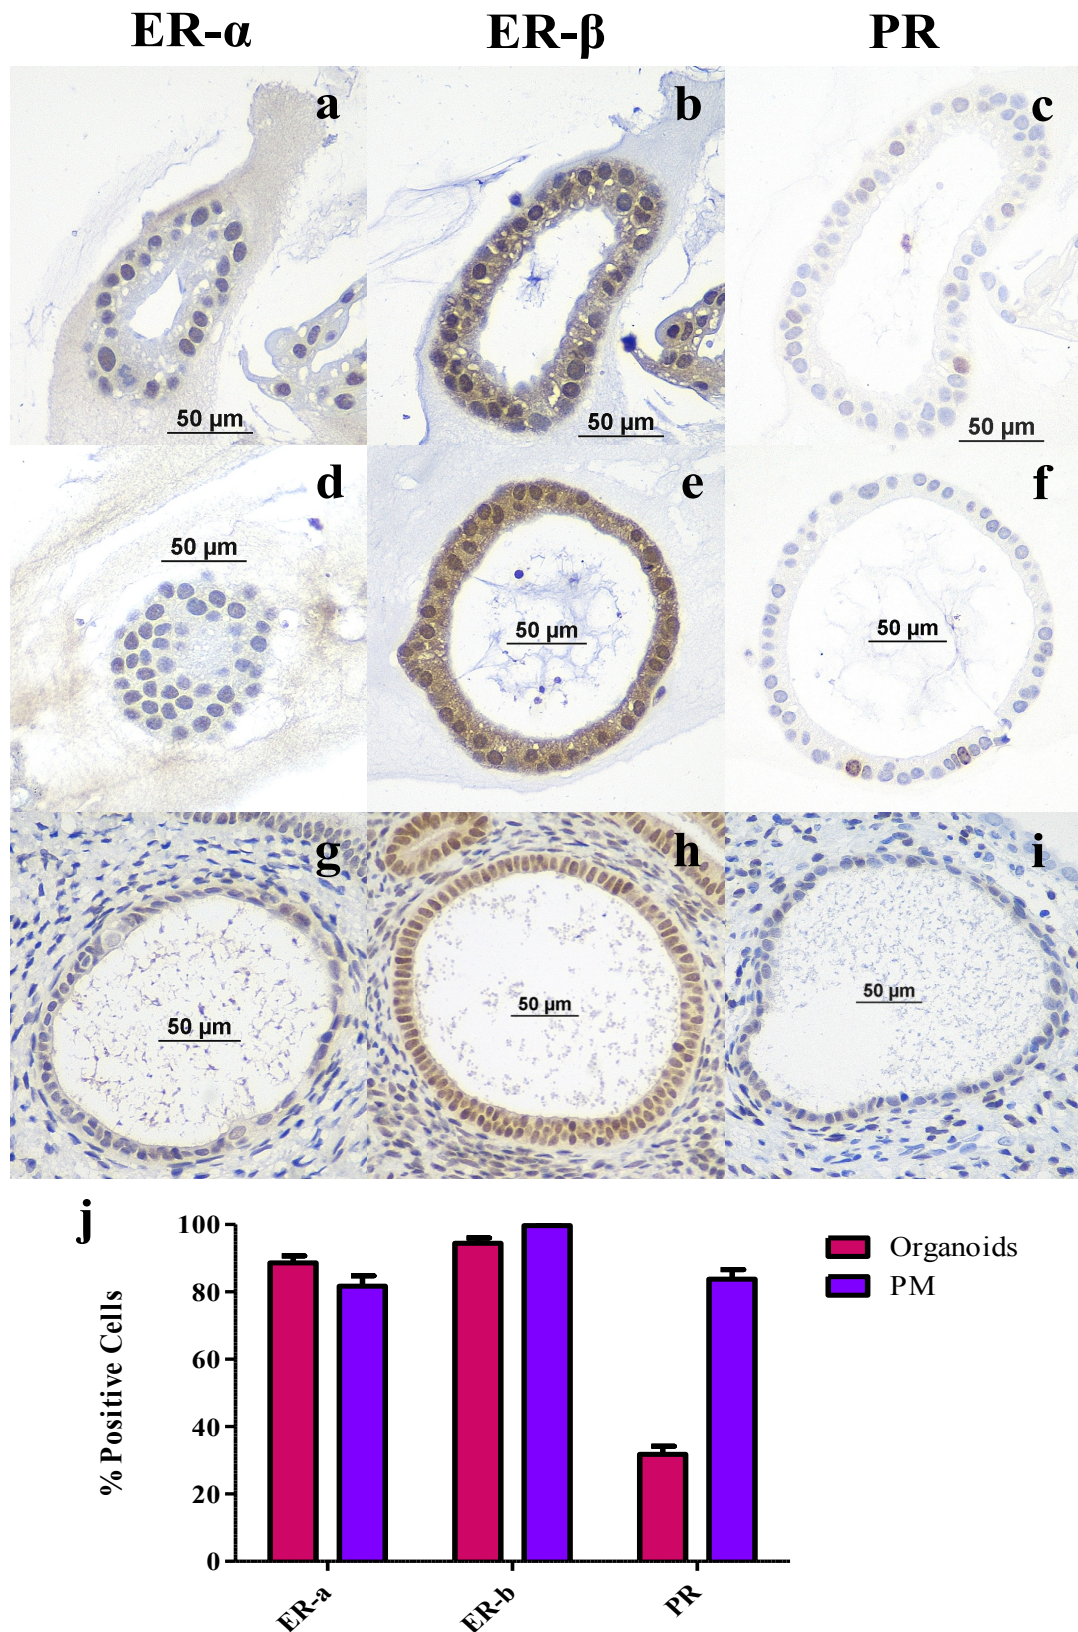 ER-α ER-β PR
a b c
50 µm 50 µm 50 µm
d e f
50 µm 50 µm 50 µm
g h i
50 µm 50 µm 50 µm
j
100
80
60
40
20
0
% Positive Cells
Organoids
PM
ER-a ER-b PR